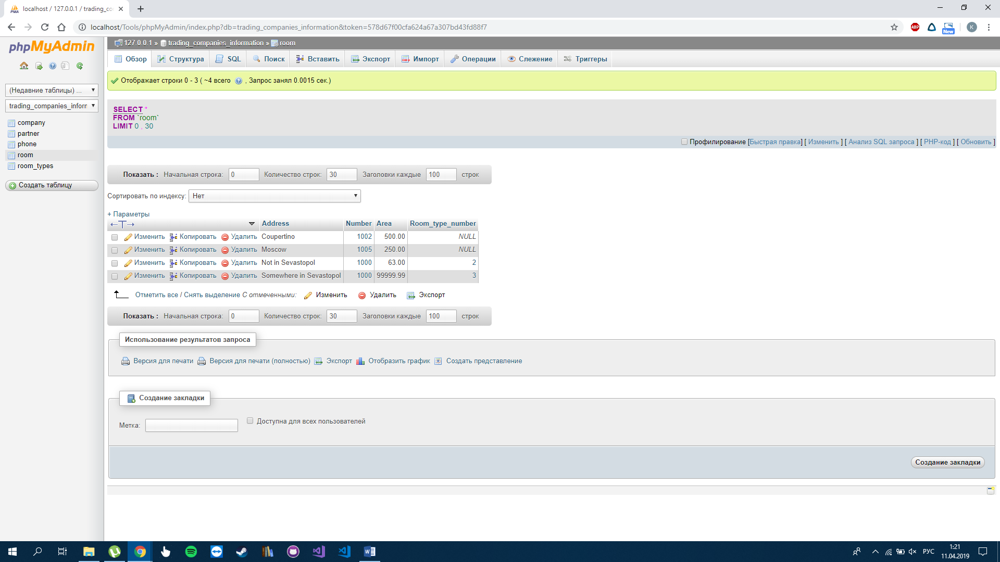 localhost / 127.0.0.1 / trading_co
localhost/Tools/phpMyAdmin/index.php?db=trading_companies_information&token=578d67f00cfa624a67a307bd43fd88f7
ABP
New
K
phpMyAdmin
(Недавние таблицы) ...
trading_companies_inforn
company
partner
phone
room
room_types
Создать таблицу
127.0.0.1 » trading_companies_information » room
Обзор Структура SQL Поиск Вставить Экспорт Импорт Операции Слежение Триггеры
Отображает строки 0 - 3 ( ~4 всего , Запрос занял 0.0015 сек.)
SELECT *
FROM `room`
LIMIT 0 , 30
Профилирование [Быстрая правка] [ Изменить ] [ Анализ SQL запроса ] [ PHP-код ] [ Обновить ]
Показать : Начальная строка: 0 Количество строк: 30 Заголовки каждые 100 строк
Сортировать по индексу: Нет
+ Параметры
←T→ Address Number Area Room_type_number
Изменить Копировать Удалить Coupertino 1002 500.00 NULL
Изменить Копировать Удалить Moscow 1005 250.00 NULL
Изменить Копировать Удалить Not in Sevastopol 1000 63.00 2
Изменить Копировать Удалить Somewhere in Sevastopol 1000 99999.99 3
Отметить все / Снять выделение С отмеченными: Изменить Удалить Экспорт
Показать : Начальная строка: 0 Количество строк: 30 Заголовки каждые 100 строк
Использование результатов запроса
Версия для печати Версия для печати (полностью) Экспорт Отобразить график Создать представление
Создание закладки
Метка: Доступна для всех пользователей
Создание закладки
РУС
1:21
11.04.2019